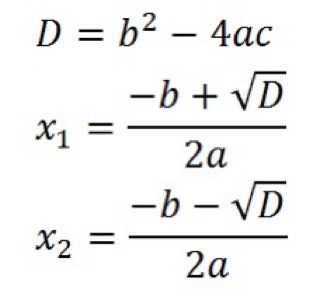 D = b² − 4ac
x₁ = (−b + √D) / 2a
x₂ = (−b − √D) / 2a